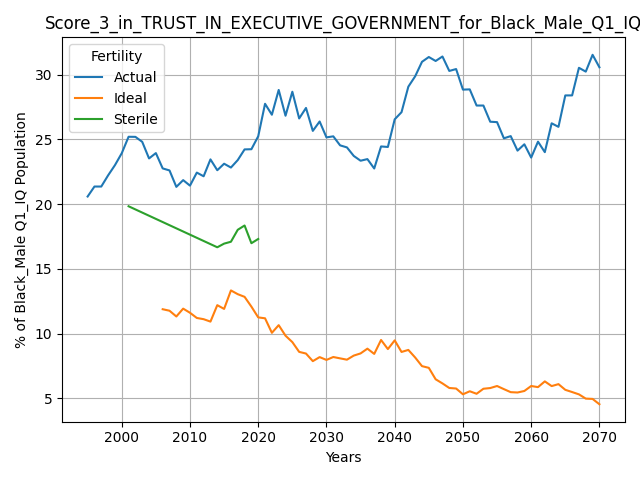 Score_3_in_TRUST_IN_EXECUTIVE_GOVERNMENT_for_Black_Male_Q1_IQ
Fertility
Actual
Ideal
Sterile
% of Black_Male Q1_IQ Population
30
25
20
15
10
5
2000 2010 2020 2030 2040 2050 2060 2070
Years